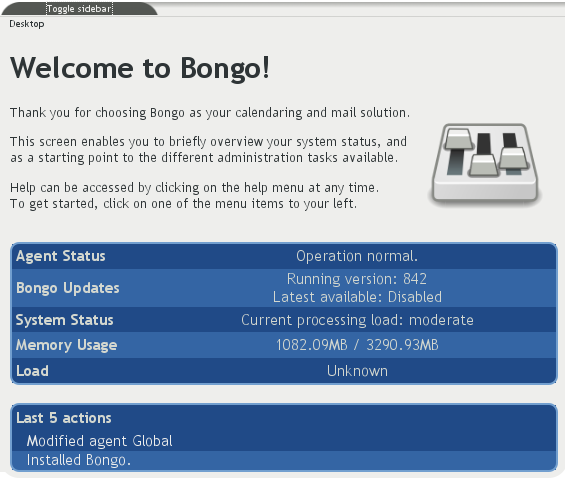 Toggle sidebar
Desktop
Welcome to Bongo!
Thank you for choosing Bongo as your calendaring and mail solution.
This screen enables you to briefly overview your system status, and
as a starting point to the different administration tasks available.
Help can be accessed by clicking on the help menu at any time.
To get started, click on one of the menu items to your left.
Agent Status Operation normal.
Bongo Updates Running version: 842
Latest available: Disabled
System Status Current processing load: moderate
Memory Usage 1082.09MB / 3290.93MB
Load Unknown
Last 5 actions
Modified agent Global
Installed Bongo.